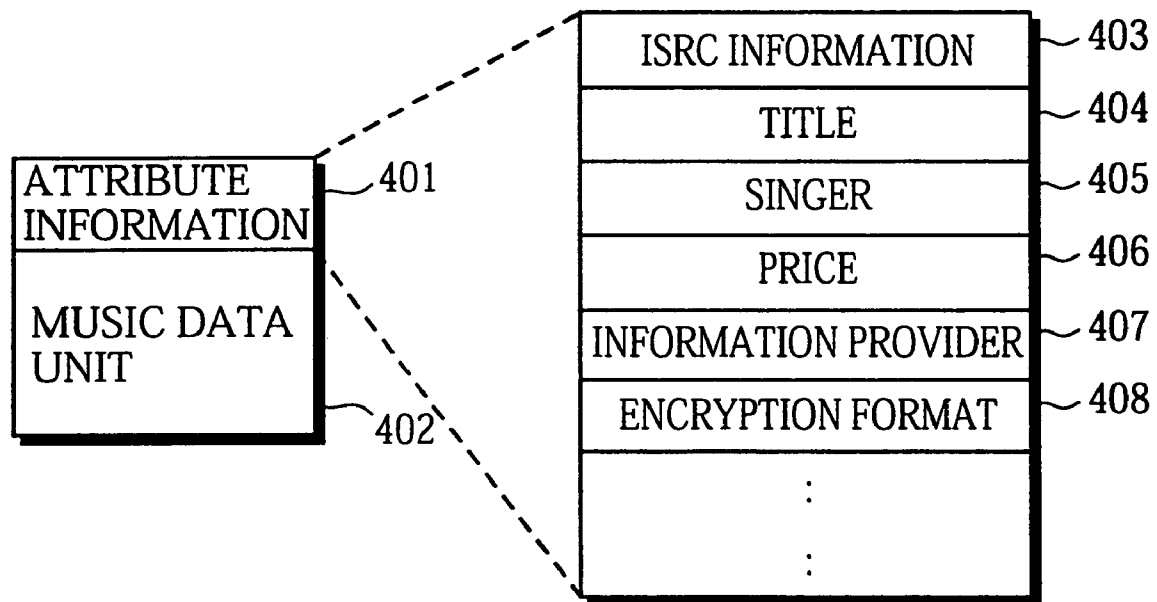 ATTRIBUTE
INFORMATION
401
MUSIC DATA
UNIT
402
ISRC INFORMATION
403
TITLE
404
SINGER
405
PRICE
406
INFORMATION PROVIDER
407
ENCRYPTION FORMAT
408